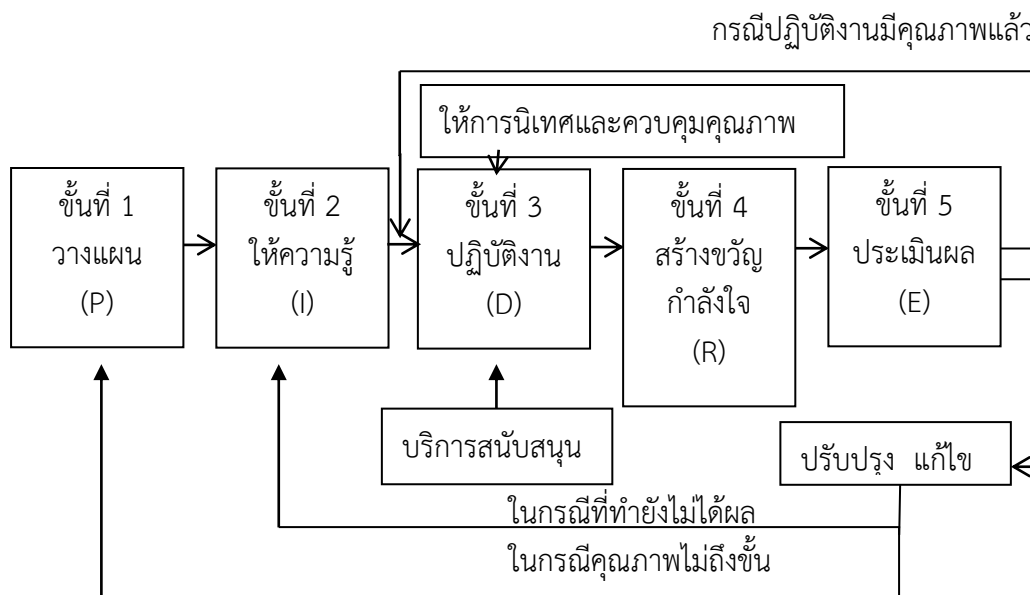 กรณีปฏิบัติงานมีคุณภาพแล้ว
ให้การนิเทศและควบคุมคุณภาพ
ขั้นที่ 1
วางแผน
(P)
ขั้นที่ 2
ให้ความรู้
(I)
ขั้นที่ 3
ปฏิบัติงาน
(D)
ขั้นที่ 4
สร้างขวัญ
กำลังใจ
(R)
ขั้นที่ 5
ประเมินผล
(E)
บริการสนับสนุน
ปรับปรุง แก้ไข
ในกรณีที่ทำยังไม่ได้ผล
ในกรณีคุณภาพไม่ถึงขั้น